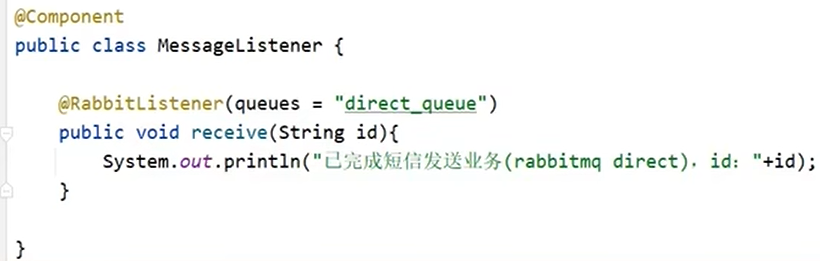 @Component
public class MessageListener {
@RabbitListener(queues = "direct_queue")
public void receive(String id){
System.out.println("已完成短信发送业务(rabbitmq direct)，id："+id);
}
}